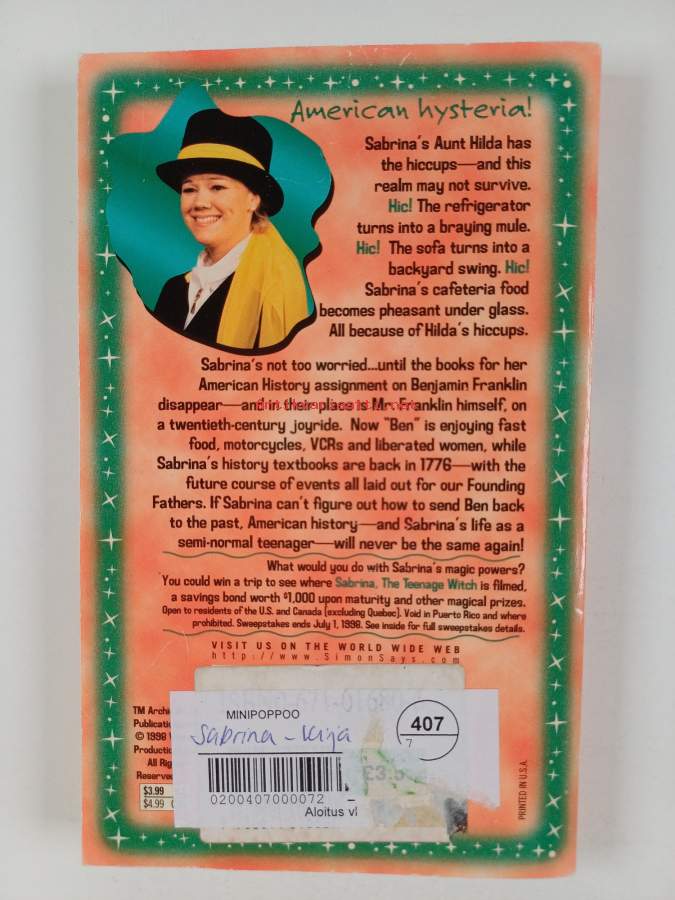 American hysteria!
Sabrina's Aunt Hilda has
the hiccups—and this
realm may not survive.
Hic! The refrigerator
turns into a braying mule.
Hic! The sofa turns into a
backyard swing. Hic!
Sabrina's cafeteria food
becomes pheasant under glass.
All because of Hilda's hiccups.
Sabrina's not too worried...until the books for her
American History assignment on Benjamin Franklin
disappear—and in their place is Mr. Franklin himself, on
a twentieth-century joyride. Now "Ben" is enjoying fast
food, motorcycles, VCRs and liberated women, while
Sabrina's history textbooks are back in 1776—with the
future course of events all laid out for our Founding
Fathers. If Sabrina can't figure out how to send Ben back
to the past, American history—and Sabrina's life as a
semi-normal teenager—will never be the same again!
What would you do with Sabrina's magic powers?
You could win a trip to see where Sabrina, The Teenage Witch is filmed,
a savings bond worth $1,000 upon maturity and other magical prizes.
Open to residents of the U.S. and Canada (excluding Quebec). Void in Puerto Rico and where
prohibited. Sweepstakes ends July 1, 1998. See inside for full sweepstakes details.
VISIT US ON THE WORLD WIDE WEB
http://www.SimonSays.com
TM Archi
Publicati
© 1998 V
Production
All Rig
Reserved
$3.99
$4.99
MINIPOPPOO
Sabrina - kirja
407
7
£3.5
0200407000072
Aloitus
PRINTED IN U.S.A.